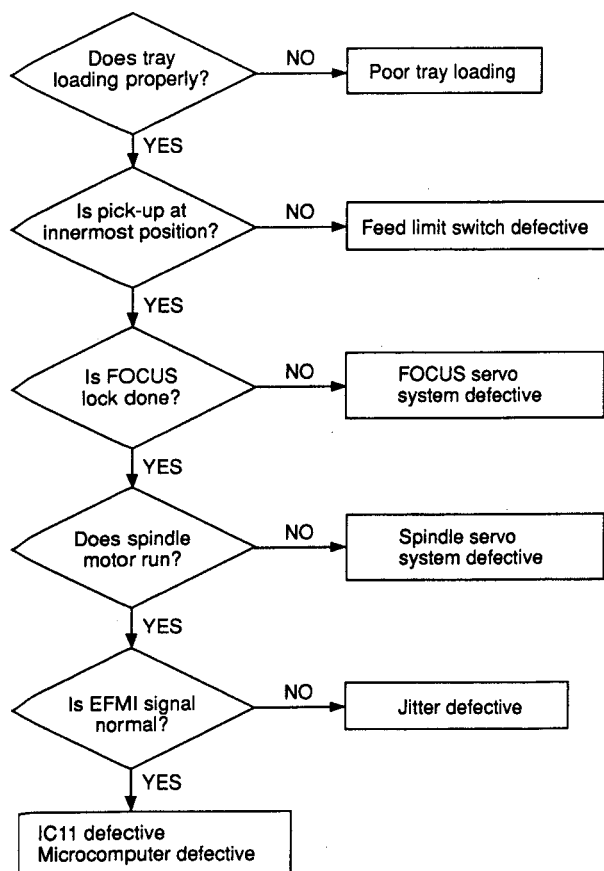 Does tray
loading properly?
NO
Poor tray loading
YES
Is pick-up at
innermost position?
NO
Feed limit switch defective
YES
Is FOCUS
lock done?
NO
FOCUS servo
system defective
YES
Does spindle
motor run?
NO
Spindle servo
system defective
YES
Is EFMI signal
normal?
NO
Jitter defective
YES
IC11 defective
Microcomputer defective